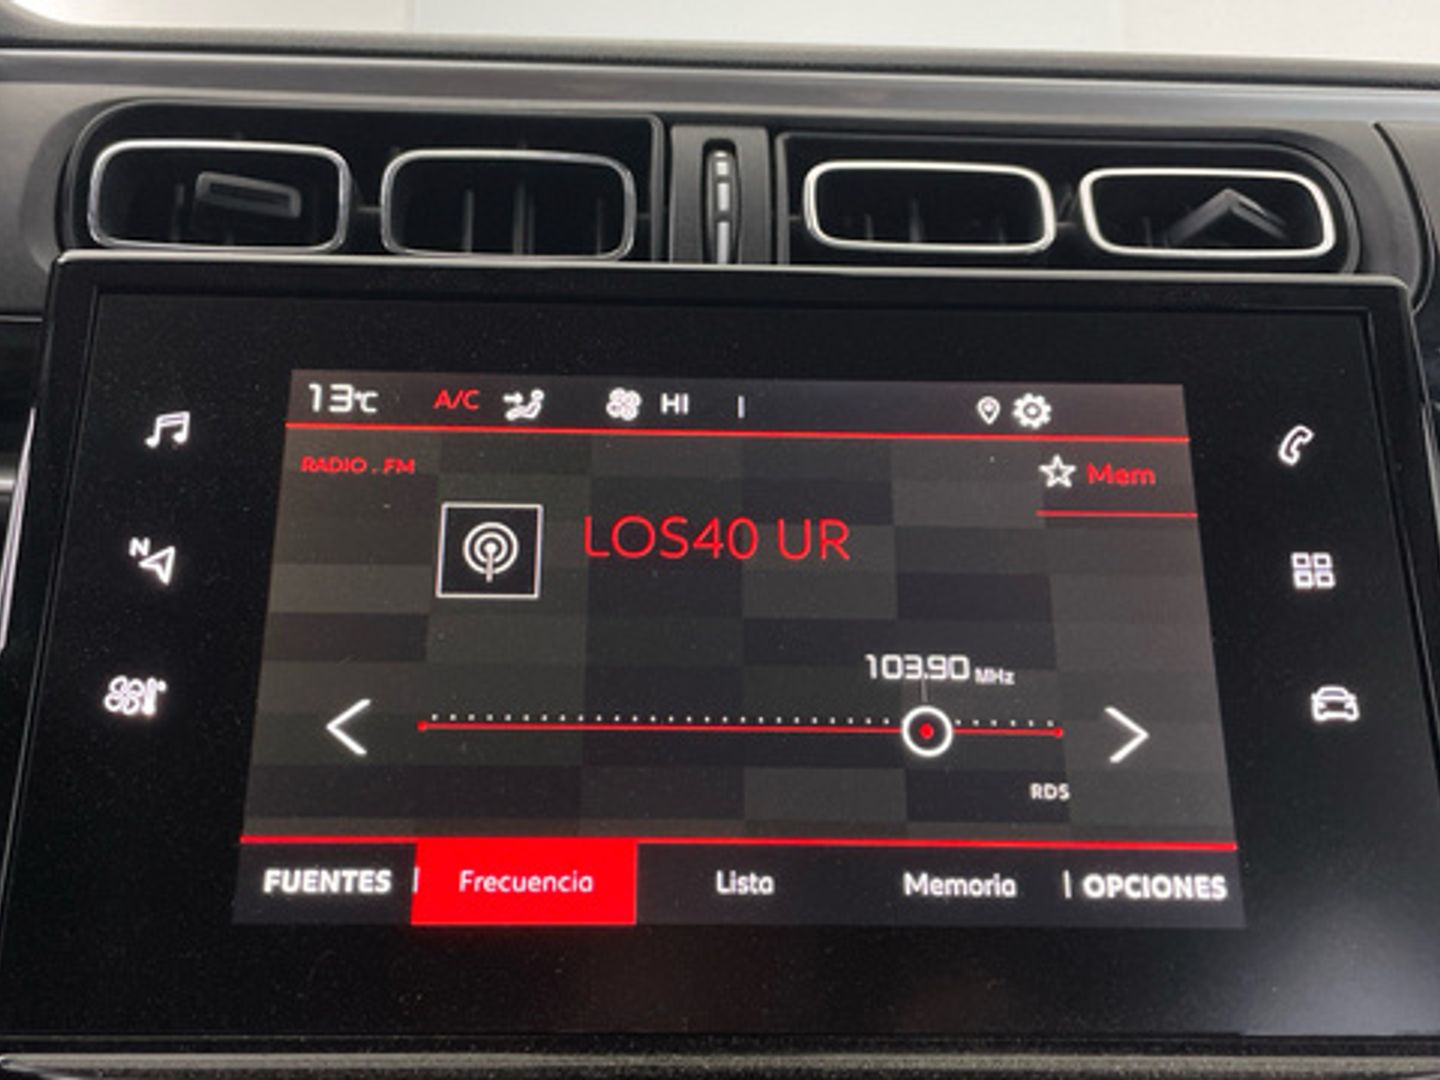 13°C A/C HI
RADIO . FM
Mem
LOS40 UR
103.90 MHz
RDS
FUENTES Frecuencia Lista Memoria OPCIONES
N